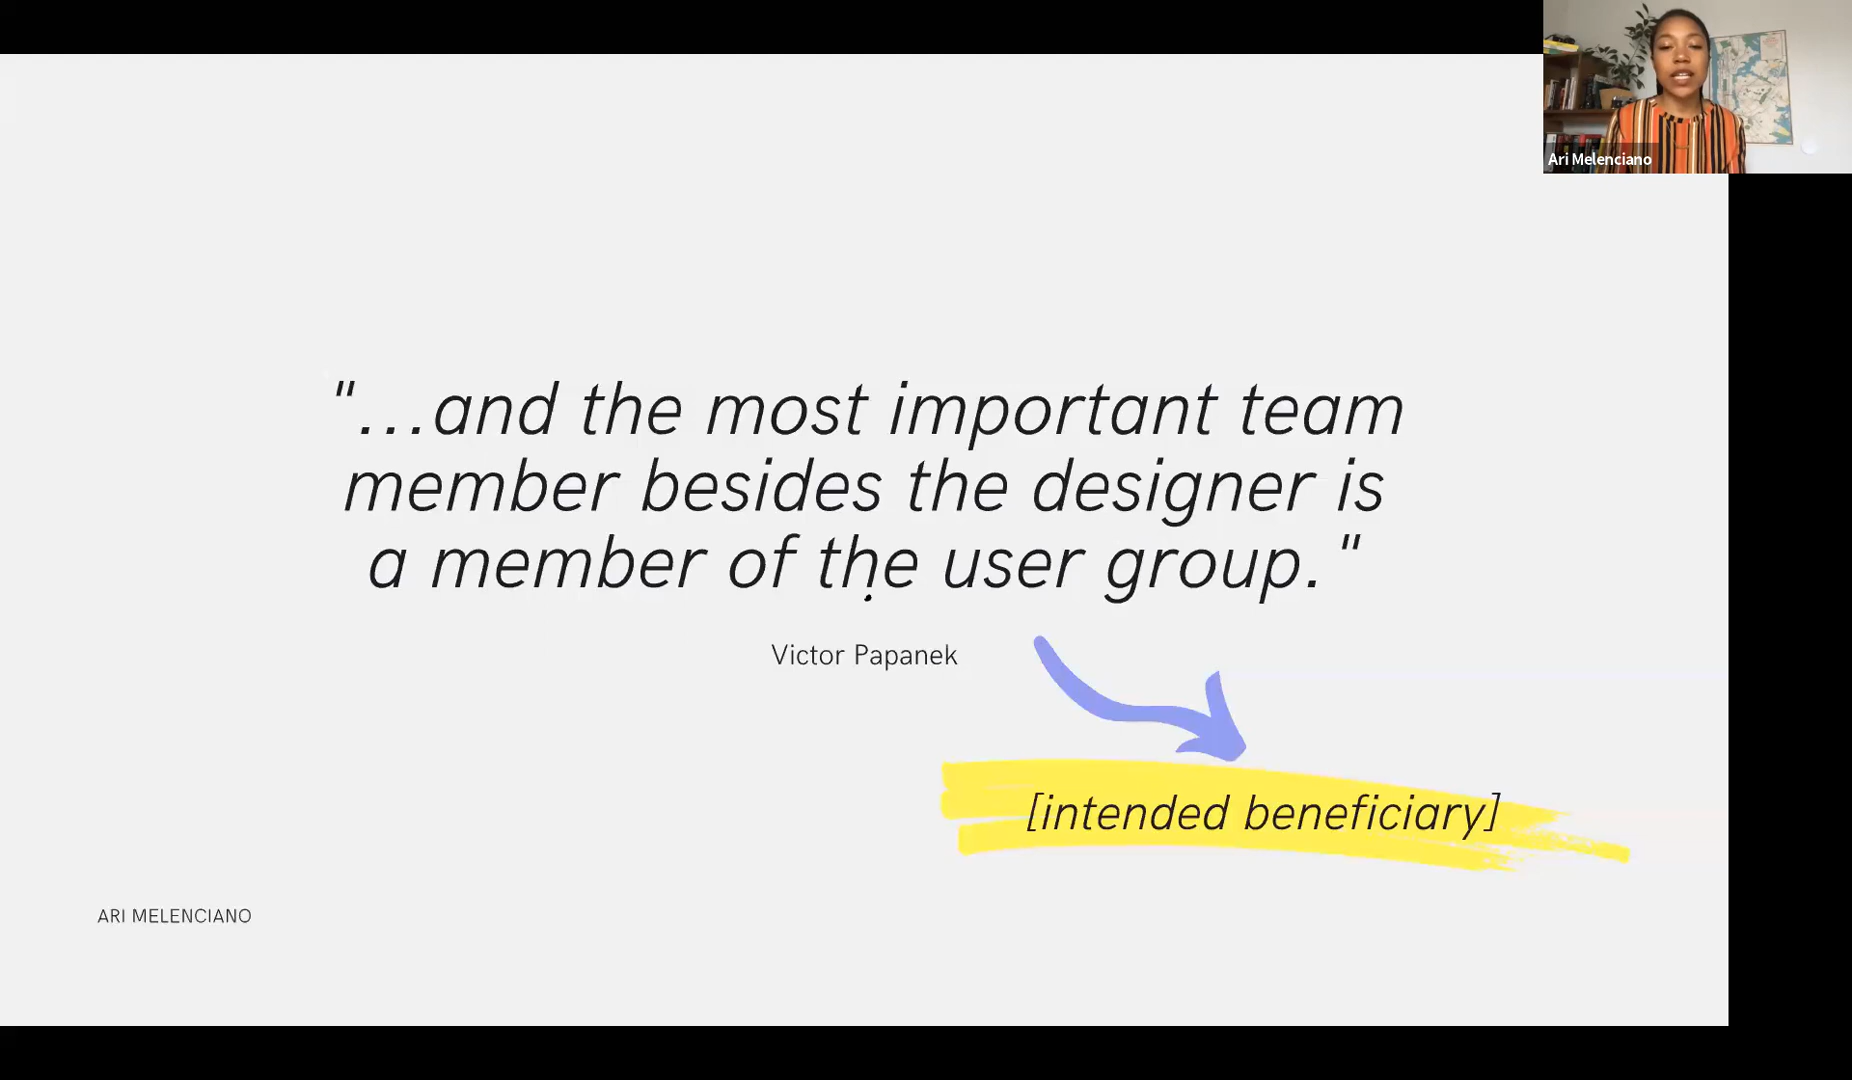 Ari Melenciano
"...and the most important team
member besides the designer is
a member of the user group."
Victor Papanek
[intended beneficiary]
ARI MELENCIANO